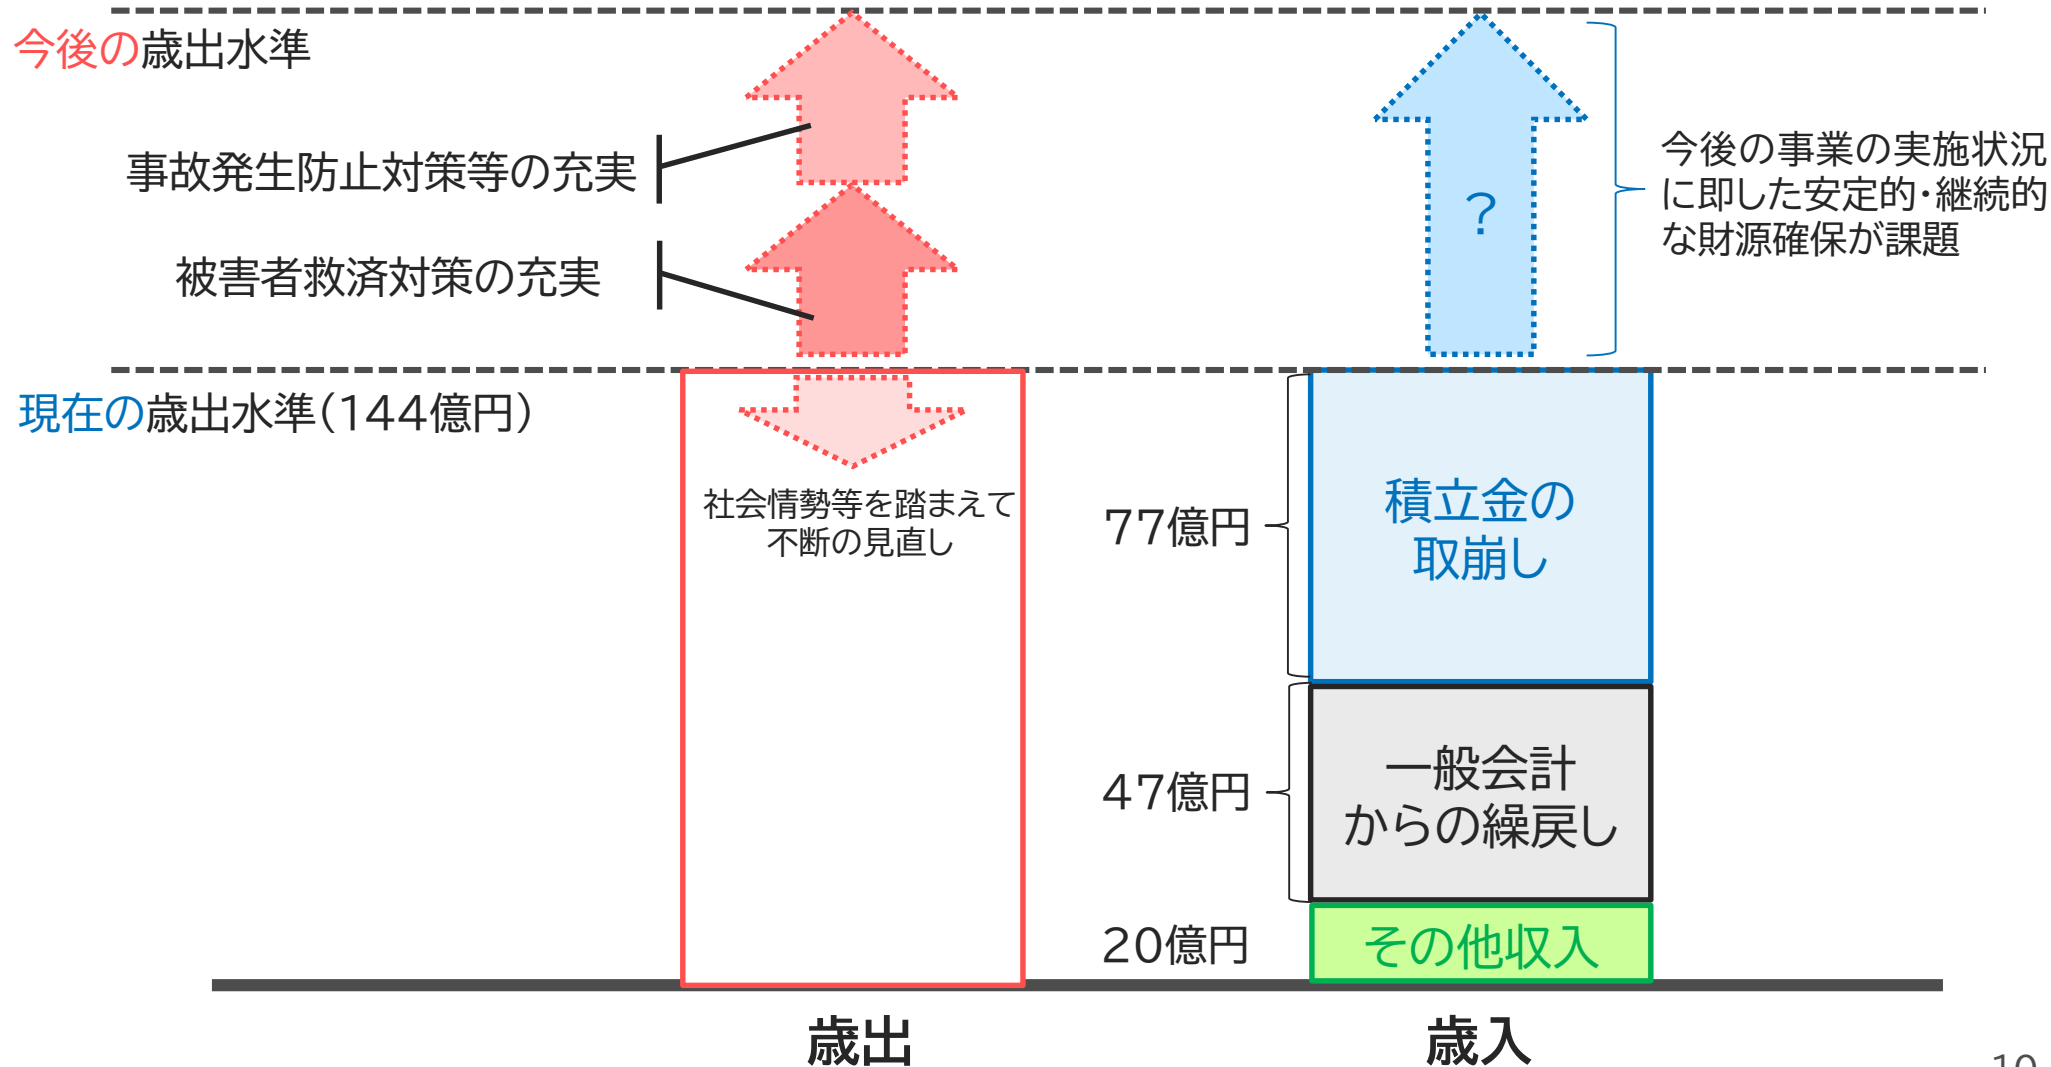 今後の歳出水準
事故発生防止対策等の充実
被害者救済対策の充実
?
今後の事業の実施状況
に即した安定的・継続的
な財源確保が課題
現在の歳出水準(144億円)
社会情勢等を踏まえて
不断の見直し
77億円
積立金の
取崩し
47億円
一般会計
からの繰戻し
20億円
その他収入
歳出
歳入
10